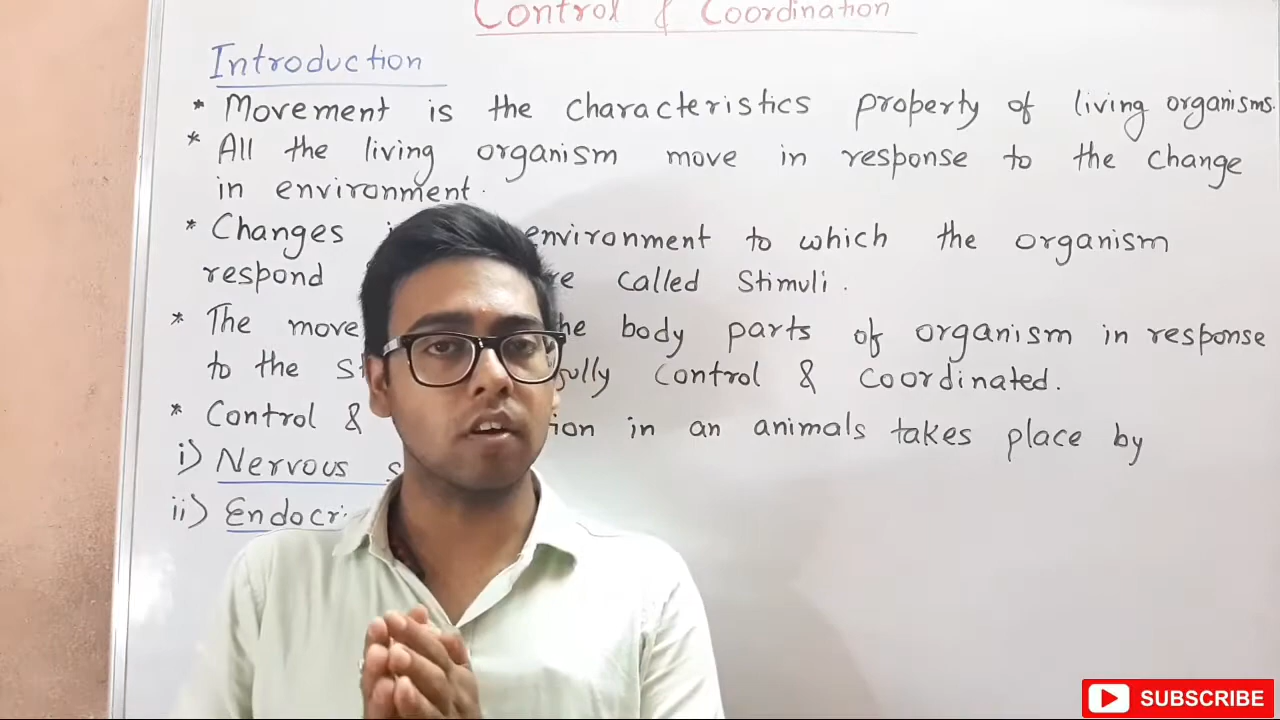 Control & Coordination
Introduction
* Movement is the characteristics property of living organisms.
* All the living organism move in response to the change
in environment.
* Changes environment to which the organism
respond called Stimuli.
* The body parts of organism in response
to the control & coordinated.
* Control & in an animals takes place by
i) Nervous
ii)
SUBSCRIBE